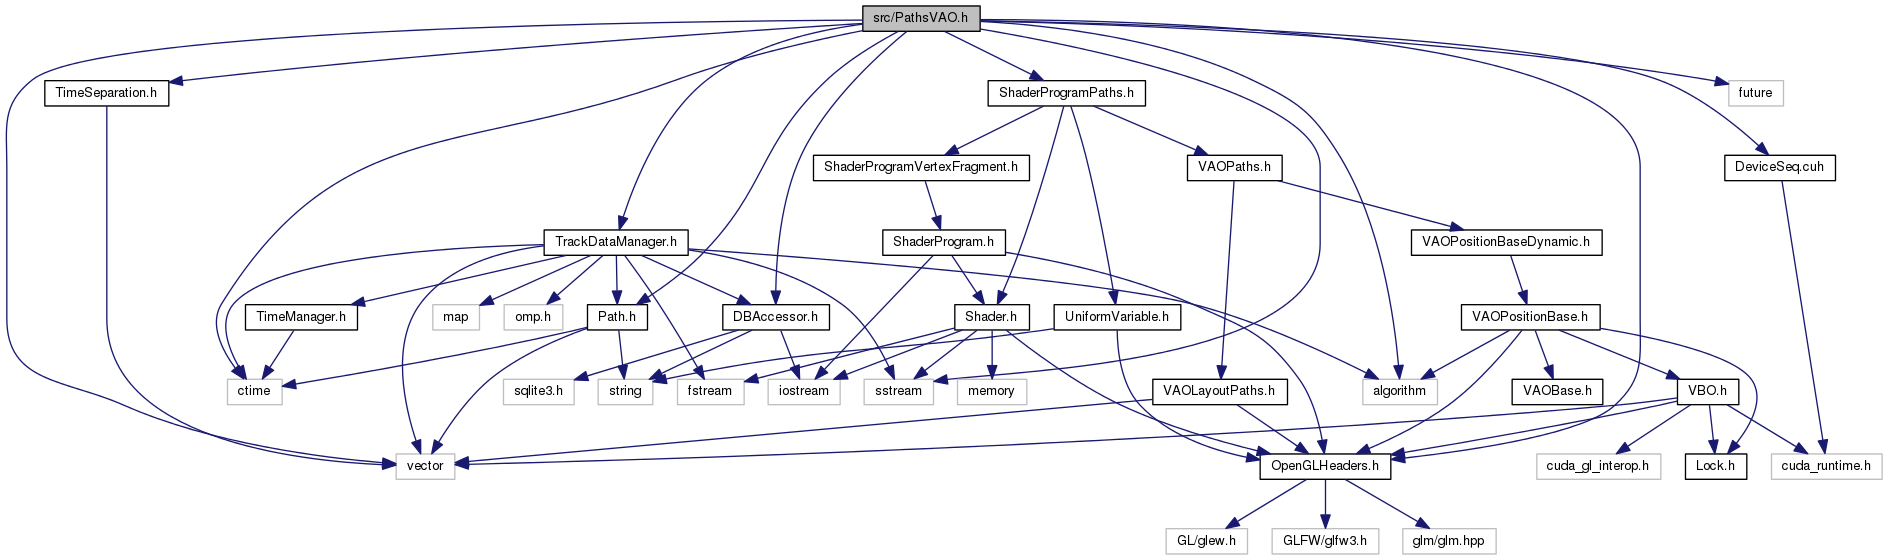 src/PathsVAO.h
TimeSeparation.h
ShaderProgramPaths.h
future
ShaderProgramVertexFragment.h
VAOPaths.h
DeviceSeq.cuh
TrackDataManager.h
ShaderProgram.h
VAOPositionBaseDynamic.h
TimeManager.h
map
omp.h
Path.h
DBAccessor.h
Shader.h
UniformVariable.h
VAOPositionBase.h
ctime
sqlite3.h
string
fstream
iostream
sstream
memory
VAOLayoutPaths.h
algorithm
VAOBase.h
VBO.h
vector
OpenGLHeaders.h
cuda_gl_interop.h
Lock.h
cuda_runtime.h
GL/glew.h
GLFW/glfw3.h
glm/glm.hpp